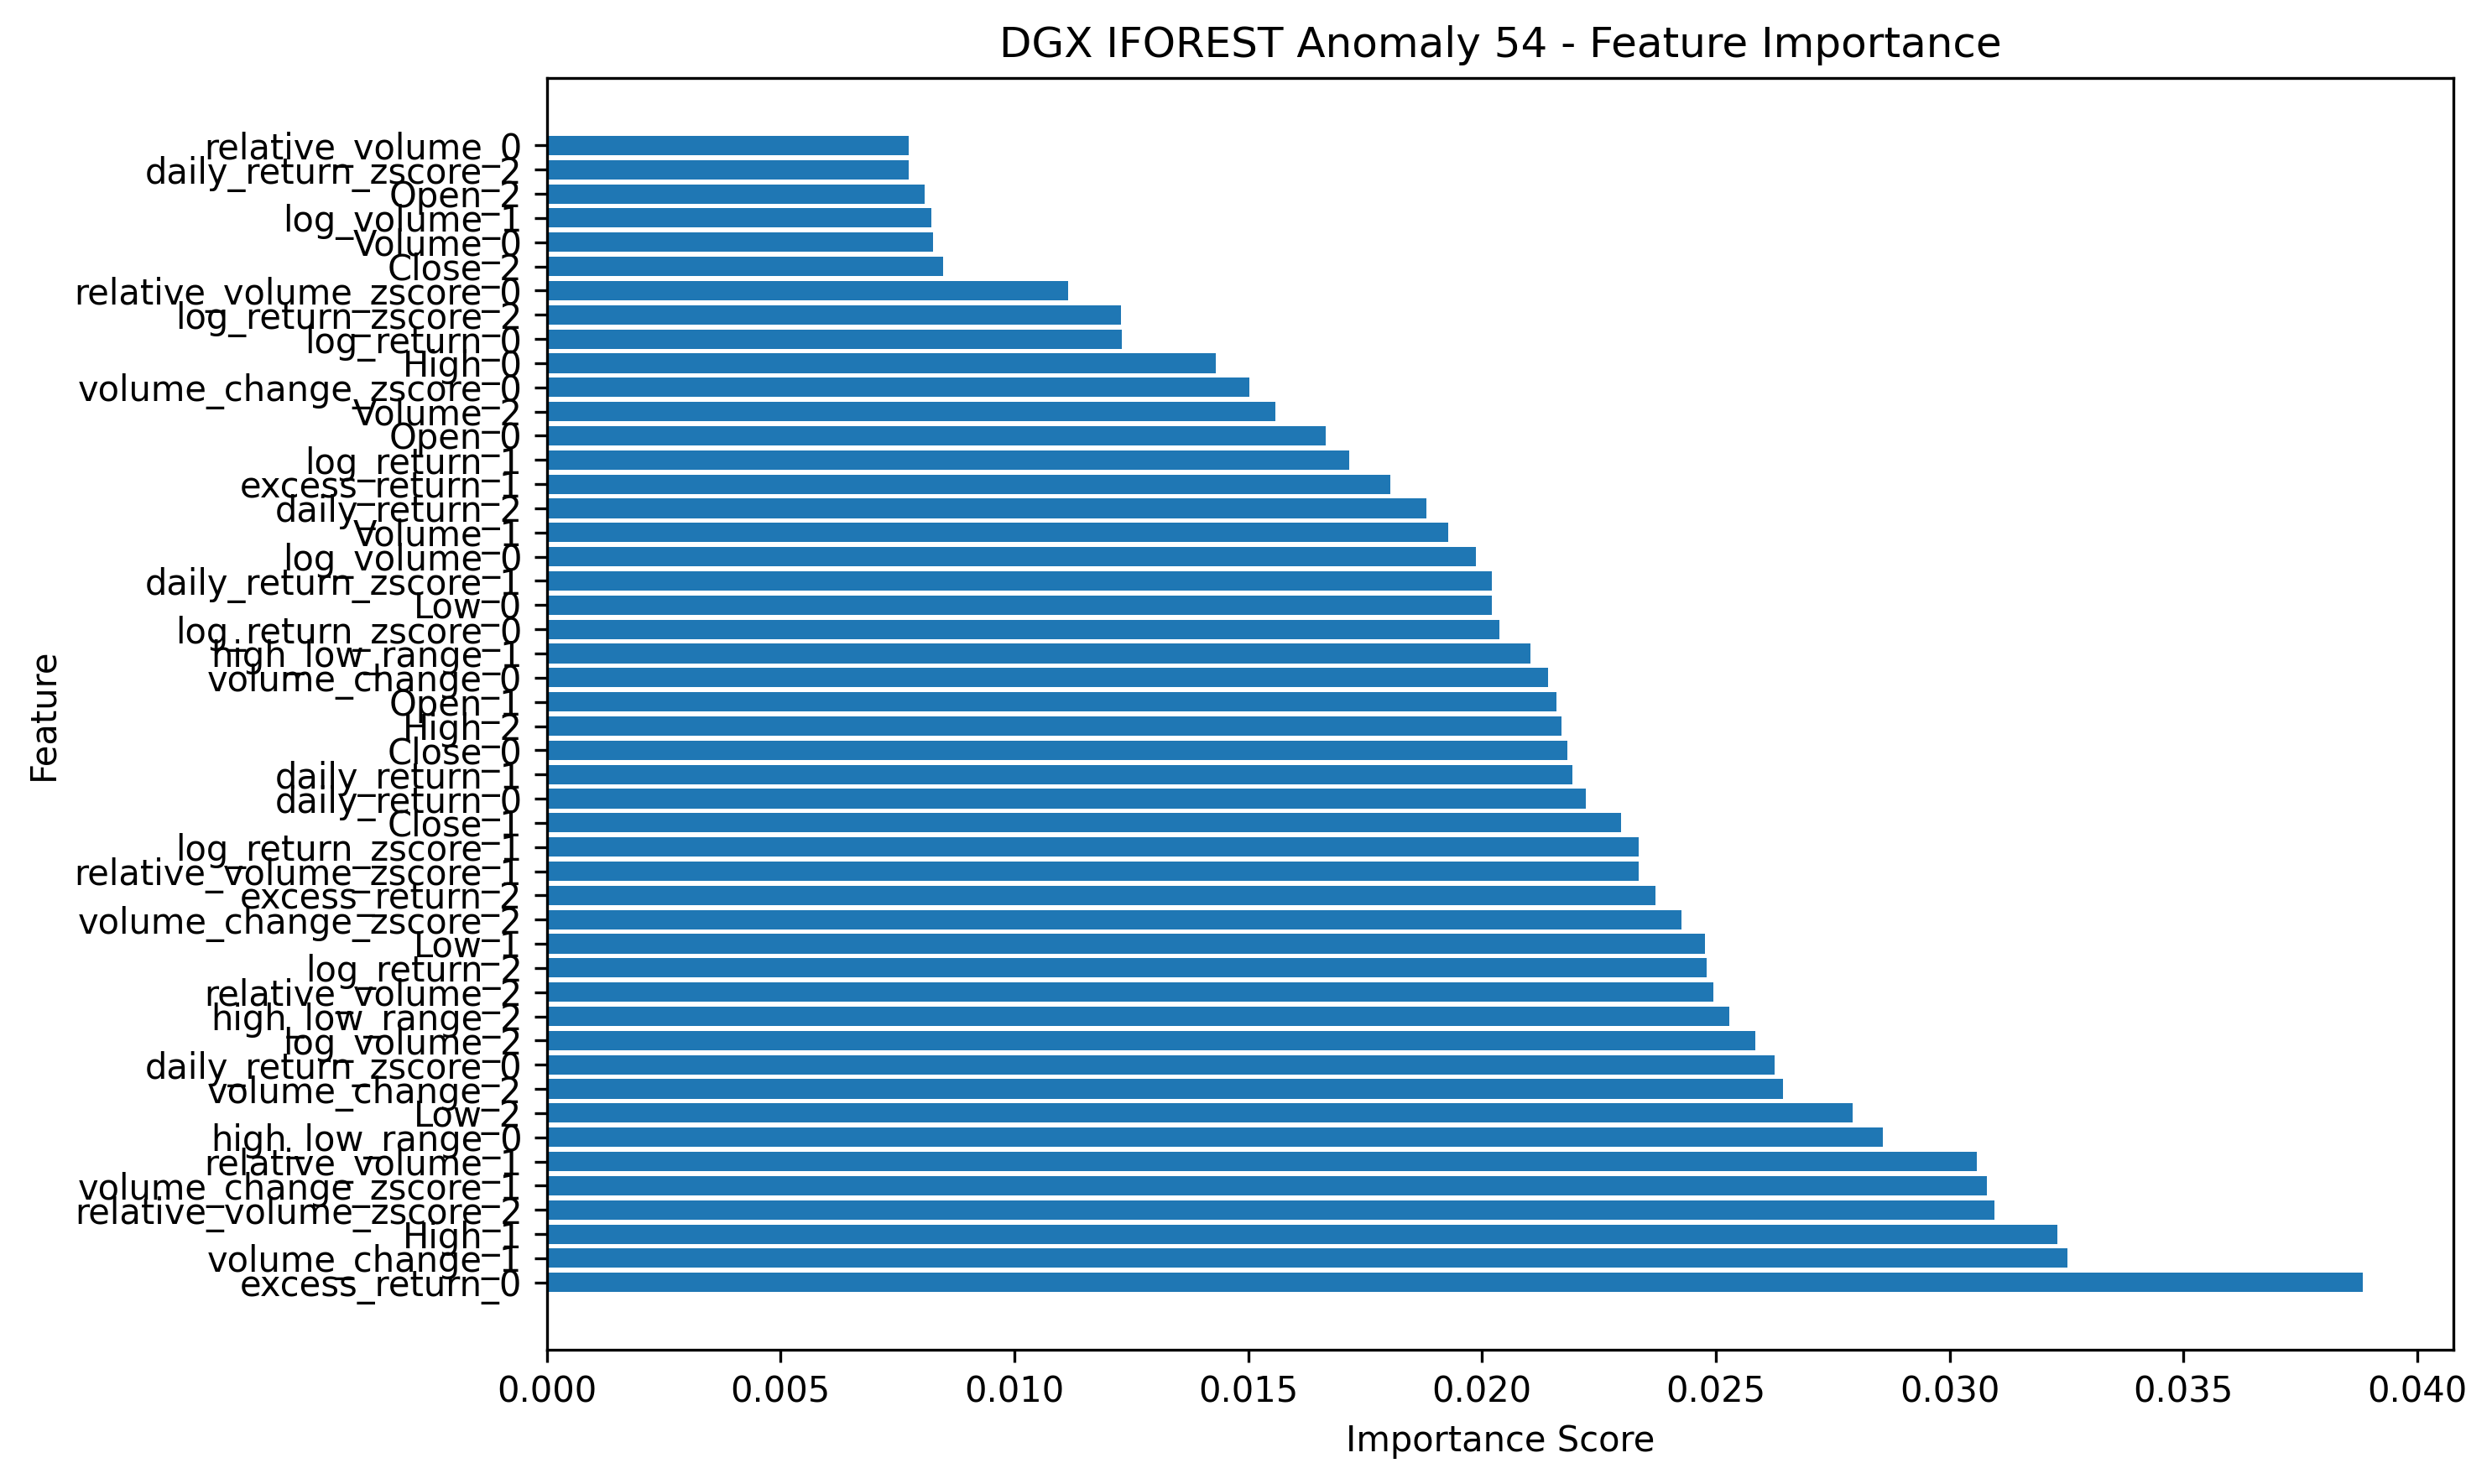 DGX IFOREST Anomaly 54 - Feature Importance
relative_volume_0
daily_return_zscore_2
Open_2
log_volume_1
Volume_0
Close_2
relative_volume_zscore_0
log_return_zscore_2
log_return_0
High_0
volume_change_zscore_0
Volume_2
Open_0
log_return_1
excess_return_1
daily_return_2
Volume_1
log_volume_0
daily_return_zscore_1
Low_0
log_return_zscore_0
high_low_range_1
volume_change_0
Open_1
High_2
Close_0
daily_return_1
daily_return_0
Close_1
log_return_zscore_1
relative_volume_zscore_1
excess_return_2
volume_change_zscore_2
Low_1
log_return_2
relative_volume_2
high_low_range_2
log_volume_2
daily_return_zscore_0
volume_change_2
Low_2
high_low_range_0
relative_volume_1
volume_change_zscore_1
relative_volume_zscore_2
High_1
volume_change_1
excess_return_0
Feature
0.000 0.005 0.010 0.015 0.020 0.025 0.030 0.035 0.040
Importance Score